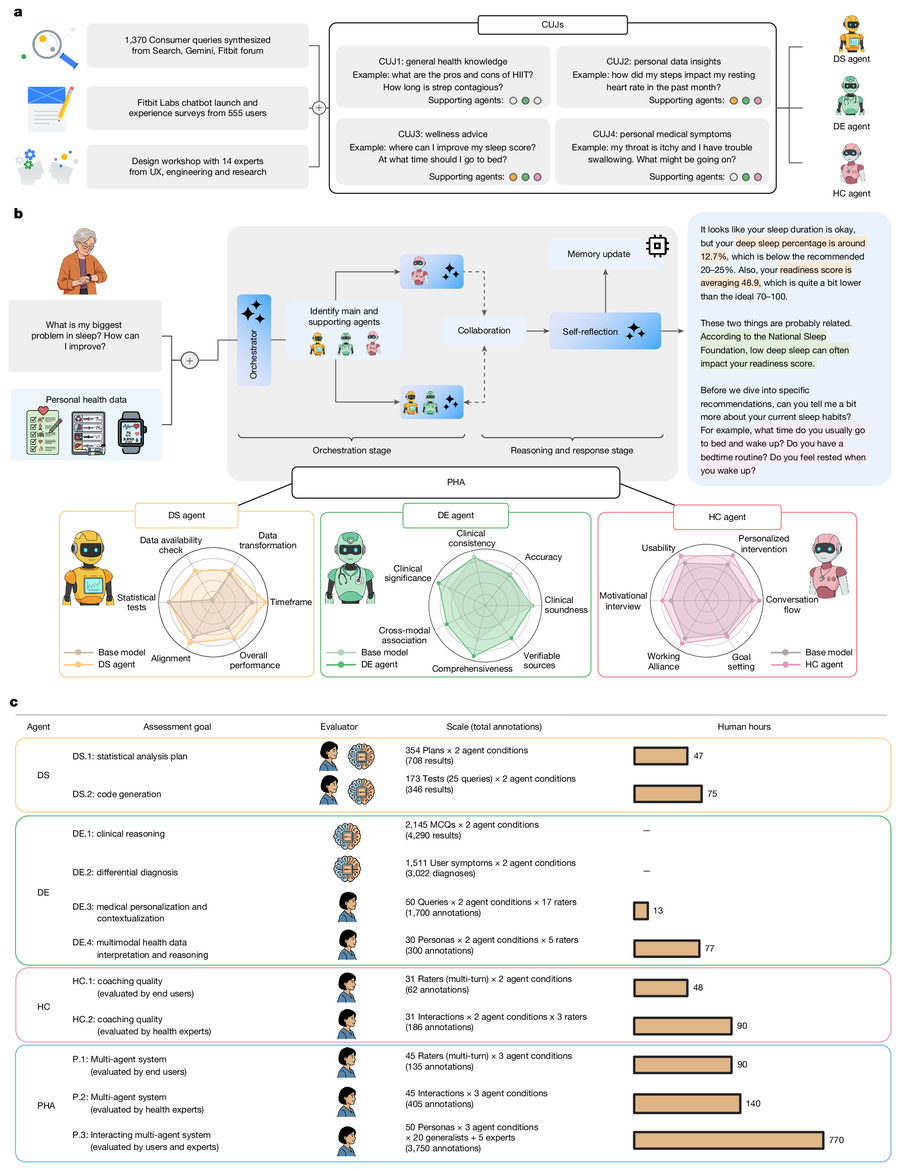 a
1,370 Consumer queries synthesized
from Search, Gemini, Fitbit forum
Fitbit Labs chatbot launch and
experience surveys from 555 users
Design workshop with 14 experts
from UX, engineering and research
CUJs
CUJ1: general health knowledge
Example: what are the pros and cons of HIIT?
How long is strep contagious?
Supporting agents:
CUJ2: personal data insights
Example: how did my steps impact my resting
heart rate in the past month?
Supporting agents:
CUJ3: wellness advice
Example: where can I improve my sleep score?
At what time should I go to bed?
Supporting agents:
CUJ4: personal medical symptoms
Example: my throat is itchy and I have trouble
swallowing. What might be going on?
Supporting agents:
DS agent
DE agent
HC agent
b
What is my biggest
problem in sleep? How can
I improve?
Personal health data
Orchestrator
Identify main and
supporting agents
Collaboration
Memory update
Self-reflection
Orchestration stage
Reasoning and response stage
It looks like your sleep duration is okay,
but your deep sleep percentage is around
12.7%, which is below the recommended
20–25%. Also, your readiness score is
averaging 48.9, which is quite a bit lower
than the ideal 70–100.
These two things are probably related.
According to the National Sleep
Foundation, low deep sleep can often
impact your readiness score.
Before we dive into specific
recommendations, can you tell me a bit
more about your current sleep habits?
For example, what time do you usually go
to bed and wake up? Do you have a
bedtime routine? Do you feel rested when
you wake up?
PHA
DS agent
Data availability
check
Data
transformation
Statistical
tests
Timeframe
Alignment
Overall
performance
Base model
DS agent
DE agent
Clinical
consistency
Accuracy
Clinical
significance
Clinical
soundness
Cross-modal
association
Verifiable
sources
Comprehensiveness
Base model
DE agent
HC agent
Usability
Personalized
intervention
Motivational
interview
Conversation
flow
Working
Alliance
Goal
setting
Base model
HC agent
c
Agent
Assessment goal
Evaluator
Scale (total annotations)
Human hours
DS
DS.1: statistical analysis plan
354 Plans × 2 agent conditions
(708 results)
47
DS.2: code generation
173 Tests (25 queries) × 2 agent conditions
(346 results)
75
DE
DE.1: clinical reasoning
2,145 MCQs × 2 agent conditions
(4,290 results)
–
DE.2: differential diagnosis
1,511 User symptoms × 2 agent conditions
(3,022 diagnoses)
–
DE.3: medical personalization and
contextualization
50 Queries × 2 agent conditions × 17 raters
(1,700 annotations)
13
DE.4: multimodal health data
interpretation and reasoning
30 Personas × 2 agent conditions × 5 raters
(300 annotations)
77
HC
HC.1: coaching quality
(evaluated by end users)
31 Raters (multi-turn) × 2 agent conditions
(62 annotations)
48
HC.2: coaching quality
(evaluated by health experts)
31 Interactions × 2 agent conditions x 3 raters
(186 annotations)
90
PHA
P.1: Multi-agent system
(evaluated by end users)
45 Raters (multi-turn) × 3 agent conditions
(135 annotations)
90
P.2: Multi-agent system
(evaluated by health experts)
45 Interactions × 3 agent conditions
(405 annotations)
140
P.3: Interacting multi-agent system
(evaluated by users and experts)
50 Personas × 3 agent conditions
× 20 generalists + 5 experts
(3,750 annotations)
770